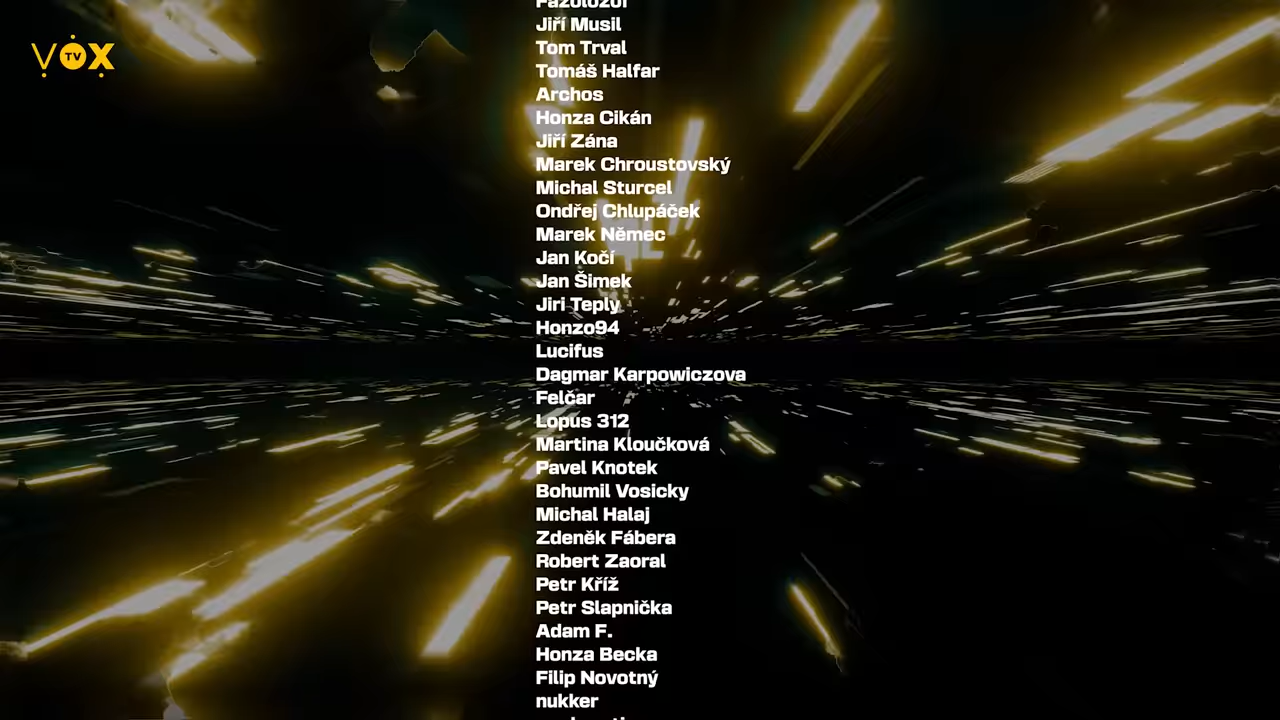 VOX
TV
Jiří Musil
Tom Trval
Tomáš Halfar
Archos
Honza Cikán
Jiří Zána
Marek Chroustovský
Michal Sturcel
Ondřej Chlupáček
Marek Němec
Jan Kočí
Jan Šimek
Jiri Teply
Honzo94
Lucifus
Dagmar Karpowiczova
Felčar
Lopus 312
Martina Kloučková
Pavel Knotek
Bohumil Vosicky
Michal Halaj
Zdeněk Fábera
Robert Zaoral
Petr Kříž
Petr Slapnička
Adam F.
Honza Becka
Filip Novotný
nukker